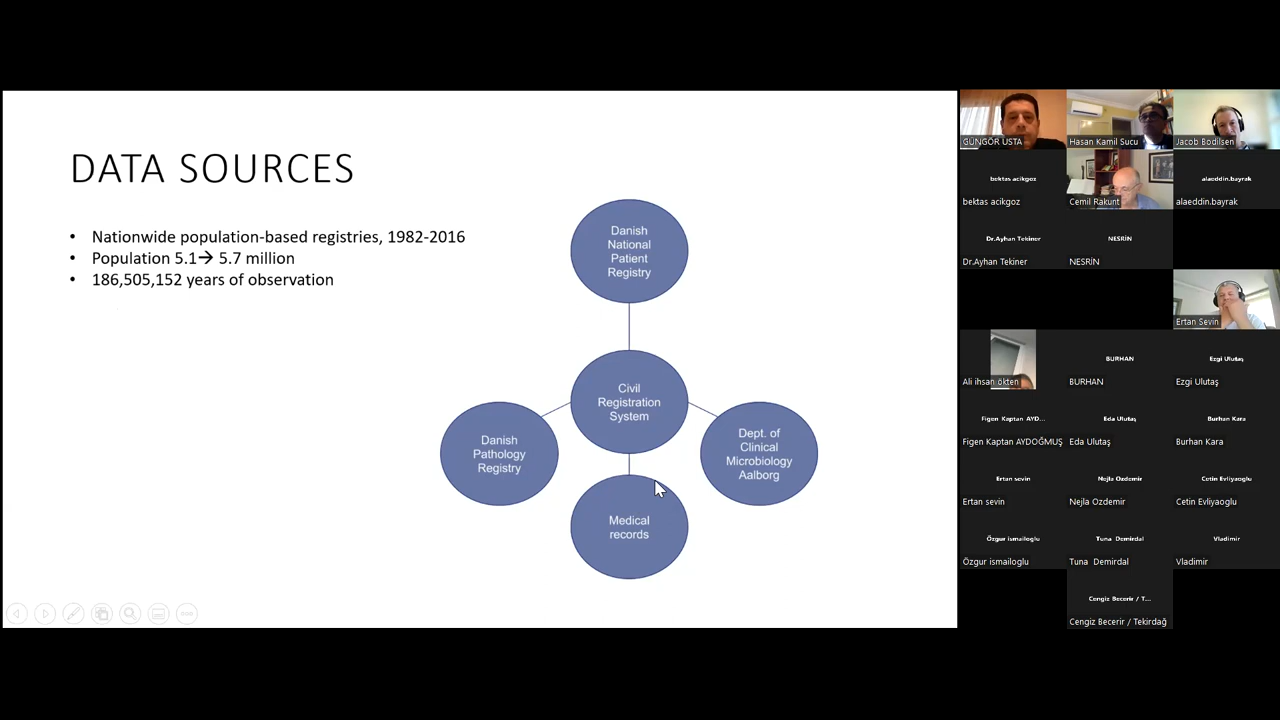 DATA SOURCES
• Nationwide population-based registries, 1982-2016
• Population 5.1→ 5.7 million
• 186,505,152 years of observation
Danish
National
Patient
Registry
Civil
Registration
System
Danish
Pathology
Registry
Dept. of
Clinical
Microbiology
Aalborg
Medical
records
GÜNGÖR USTA
Hasan Kamil Sucu
Jacob Bodilsen
bektas acikgoz
bektas acikgoz
Cemil Rakunt
alaeddin.bayrak
alaeddin.bayrak
Dr.Ayhan Tekiner
Dr.Ayhan Tekiner
NESRİN
NESRİN
Ertan Sevin
Ali ihsan ökten
BURHAN
BURHAN
Ezgi Ulutaş
Ezgi Ulutaş
Figen Kaptan AYD...
Figen Kaptan AYDOĞMUŞ
Eda Ulutaş
Eda Ulutaş
Burhan Kara
Burhan Kara
Ertan sevin
Ertan sevin
Nejla Ozdemir
Nejla Ozdemir
Cetin Evliyaoglu
Cetin Evliyaoglu
Özgur ismailoglu
Özgur ismailoglu
Tuna Demirdal
Tuna Demirdal
Vladimir
Vladimir
Cengiz Becerir / T...
Cengiz Becerir / Tekirdağ